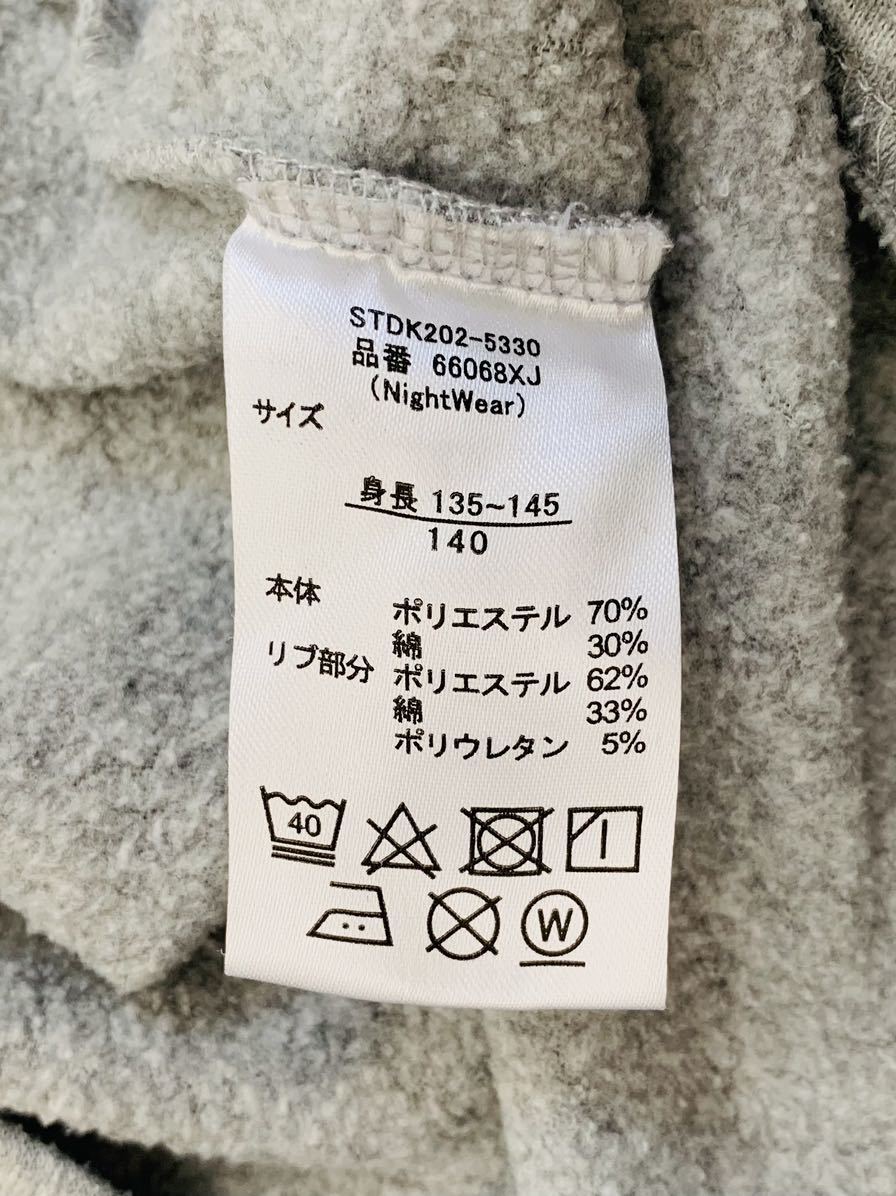 STDK202-5330
品番 66068XJ
(NightWear)
サイズ
身長 135~145
140
本体 ポリエステル 70%
綿 30%
リブ部分 ポリエステル 62%
綿 33%
ポリウレタン 5%
40
W